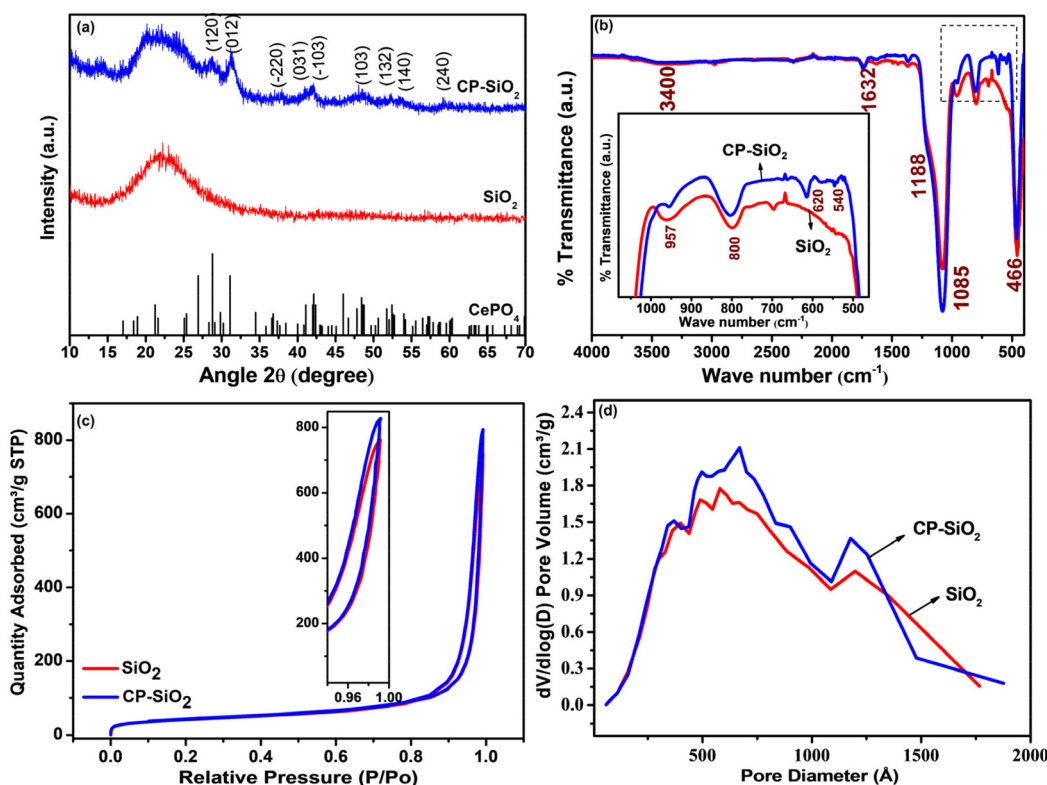 (a)
(120)
(012)
(-220)
(031)
(-103)
(103)
(132)
(140)
(240)
CP-SiO₂
SiO₂
CePO₄
Intensity (a.u.)
10 20 30 40 50 60 70
Angle 2θ (degree)
(b)
3400
1632
1188
1085
466
% Transmittance (a.u.)
CP-SiO₂
620
540
957
800
SiO₂
% Transmittance (a.u.)
1000 900 800 700 600 500
Wave number (cm⁻¹)
4000 3500 3000 2500 2000 1500 1000 500
Wave number (cm⁻¹)
(c)
800
600
400
200
0
Quantity Adsorbed (cm³/g STP)
800
600
400
200
0.96 1.00
SiO₂
CP-SiO₂
0.0 0.2 0.4 0.6 0.8 1.0
Relative Pressure (P/Po)
(d)
2.4
2.1
1.8
1.5
1.2
0.9
0.6
0.3
0.0
dV/dlog(D) Pore Volume (cm³/g)
CP-SiO₂
SiO₂
500 1000 1500 2000
Pore Diameter (Å)